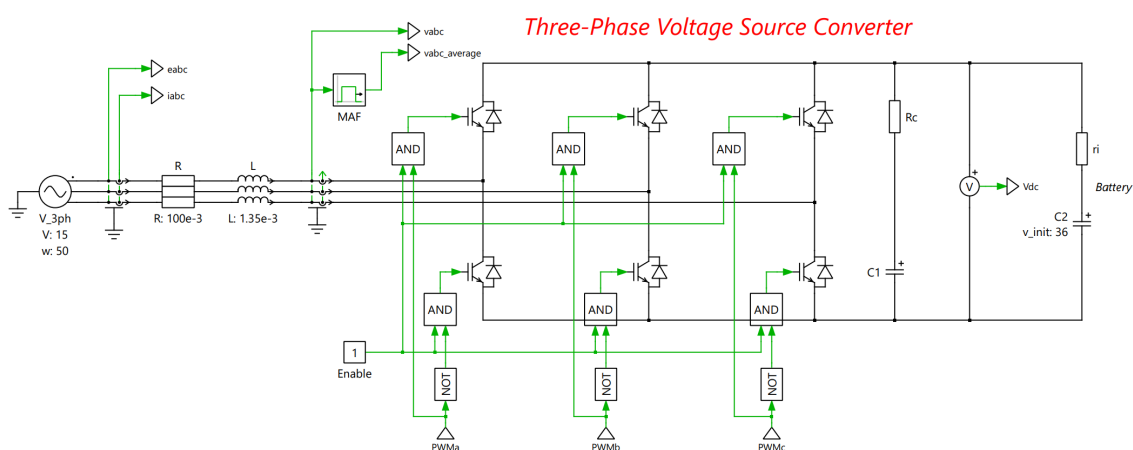 Three-Phase Voltage Source Converter
vabc
vabc_average
eabc
iabc
MAF
AND
AND
AND
Rc
R
L
ri
V
Vdc
Battery
V_3ph
V: 15
w: 50
R: 100e-3
L: 1.35e-3
C2
v_init: 36
C1
AND
AND
AND
1
Enable
NOT
NOT
NOT
PWMa
PWMb
PWMc